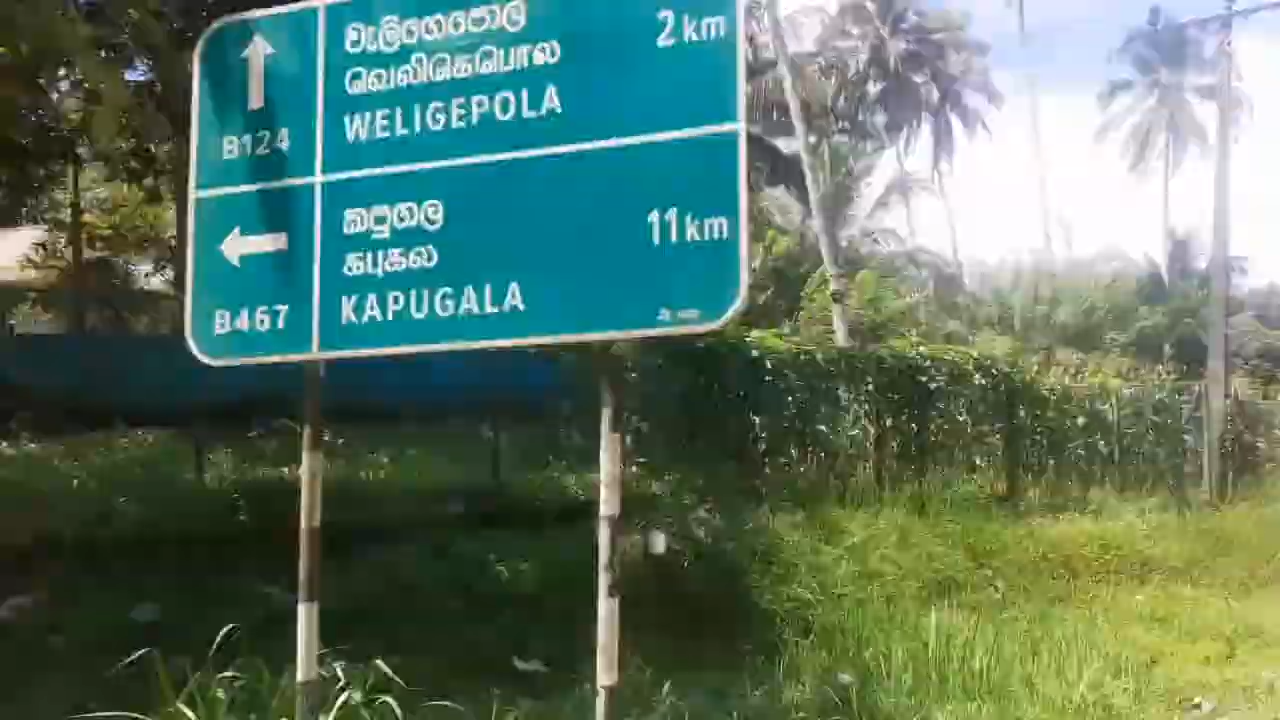 වැලිගෙපොල
வெலிகெபொல
WELIGEPOLA
2 km
B124
කපුගල
கபுகல
KAPUGALA
11 km
B467